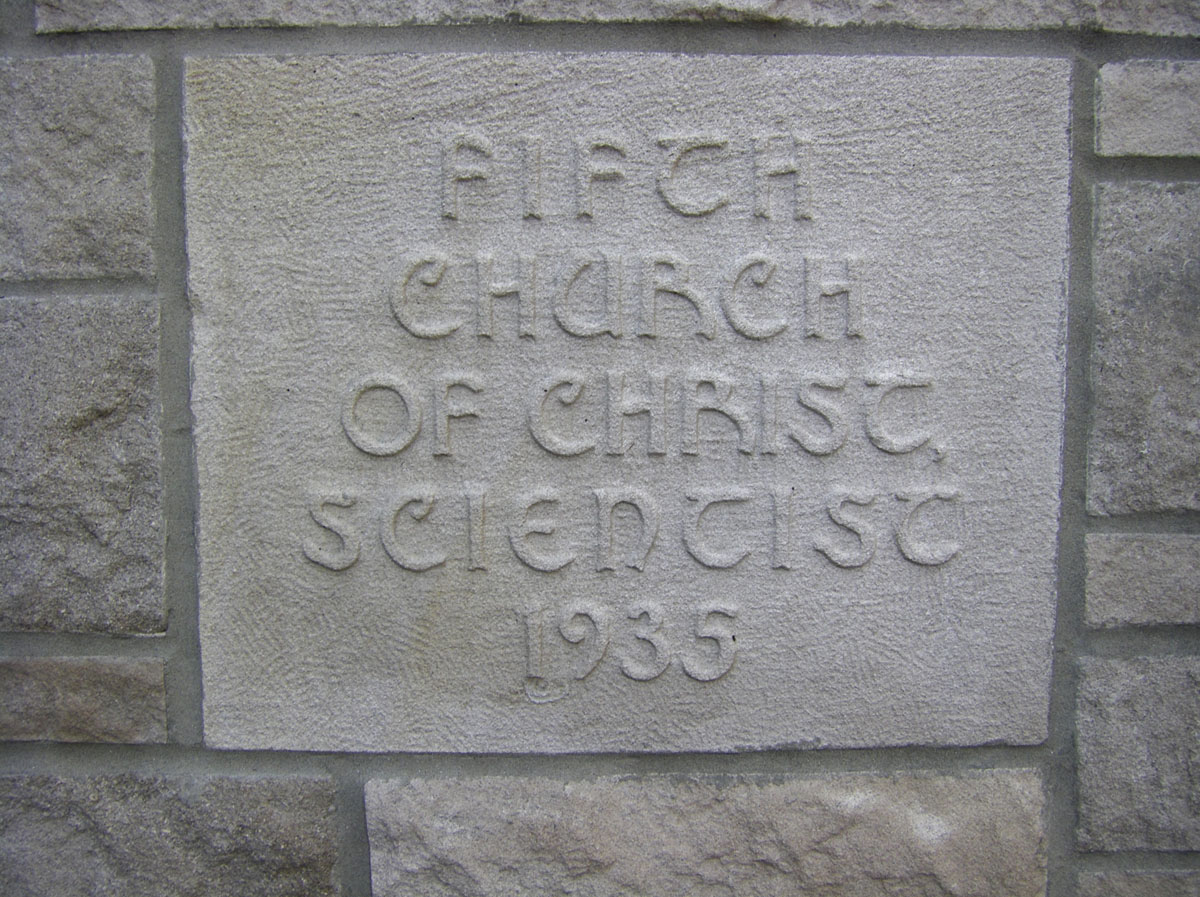 FIFTH
CHURCH
OF CHRIST,
SCIENTIST
1935